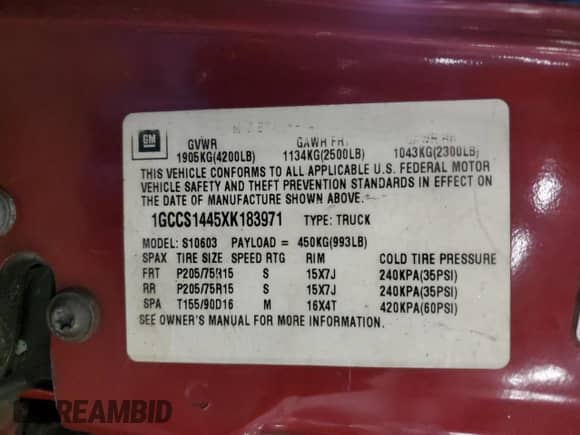 GM
GVWR GAWR FRT GAWR RR
1905KG(4200LB) 1134KG(2500LB) 1043KG(2300LB)
THIS VEHICLE CONFORMS TO ALL APPLICABLE U.S. FEDERAL MOTOR
VEHICLE SAFETY AND THEFT PREVENTION STANDARDS IN EFFECT ON
THE DATE OF MANUFACTURE SHOWN ABOVE.
1GCCS1445XK183971 TYPE: TRUCK
MODEL: S10603 PAYLOAD = 450KG(993LB)
SPAX TIRE SIZE SPEED RTG RIM COLD TIRE PRESSURE
FRT P205/75R15 S 15X7J 240KPA(35PSI)
RR P205/75R15 S 15X7J 240KPA(35PSI)
SPA T155/90D16 M 16X4T 420KPA(60PSI)
SEE OWNER'S MANUAL FOR MORE INFORMATION.
DREAMBID